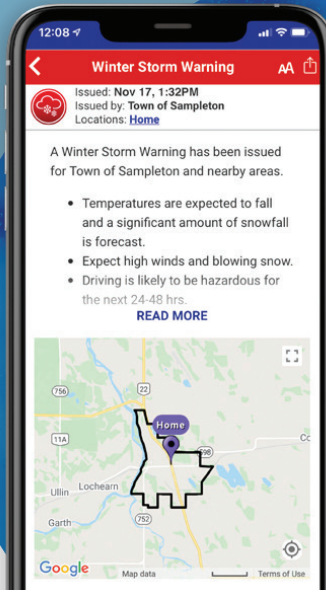 12:08
Winter Storm Warning
AA
Issued: Nov 17, 1:32PM
Issued by: Town of Sampleton
Locations: Home
A Winter Storm Warning has been issued
for Town of Sampleton and nearby areas.
• Temperatures are expected to fall
and a significant amount of snowfall
is forecast.
• Expect high winds and blowing snow.
• Driving is likely to be hazardous for
the next 24-48 hrs.
READ MORE
756
22
Home
11A
598
Co
Ullin
Lochearn
Garth
752
Google
Map data
Terms of Use